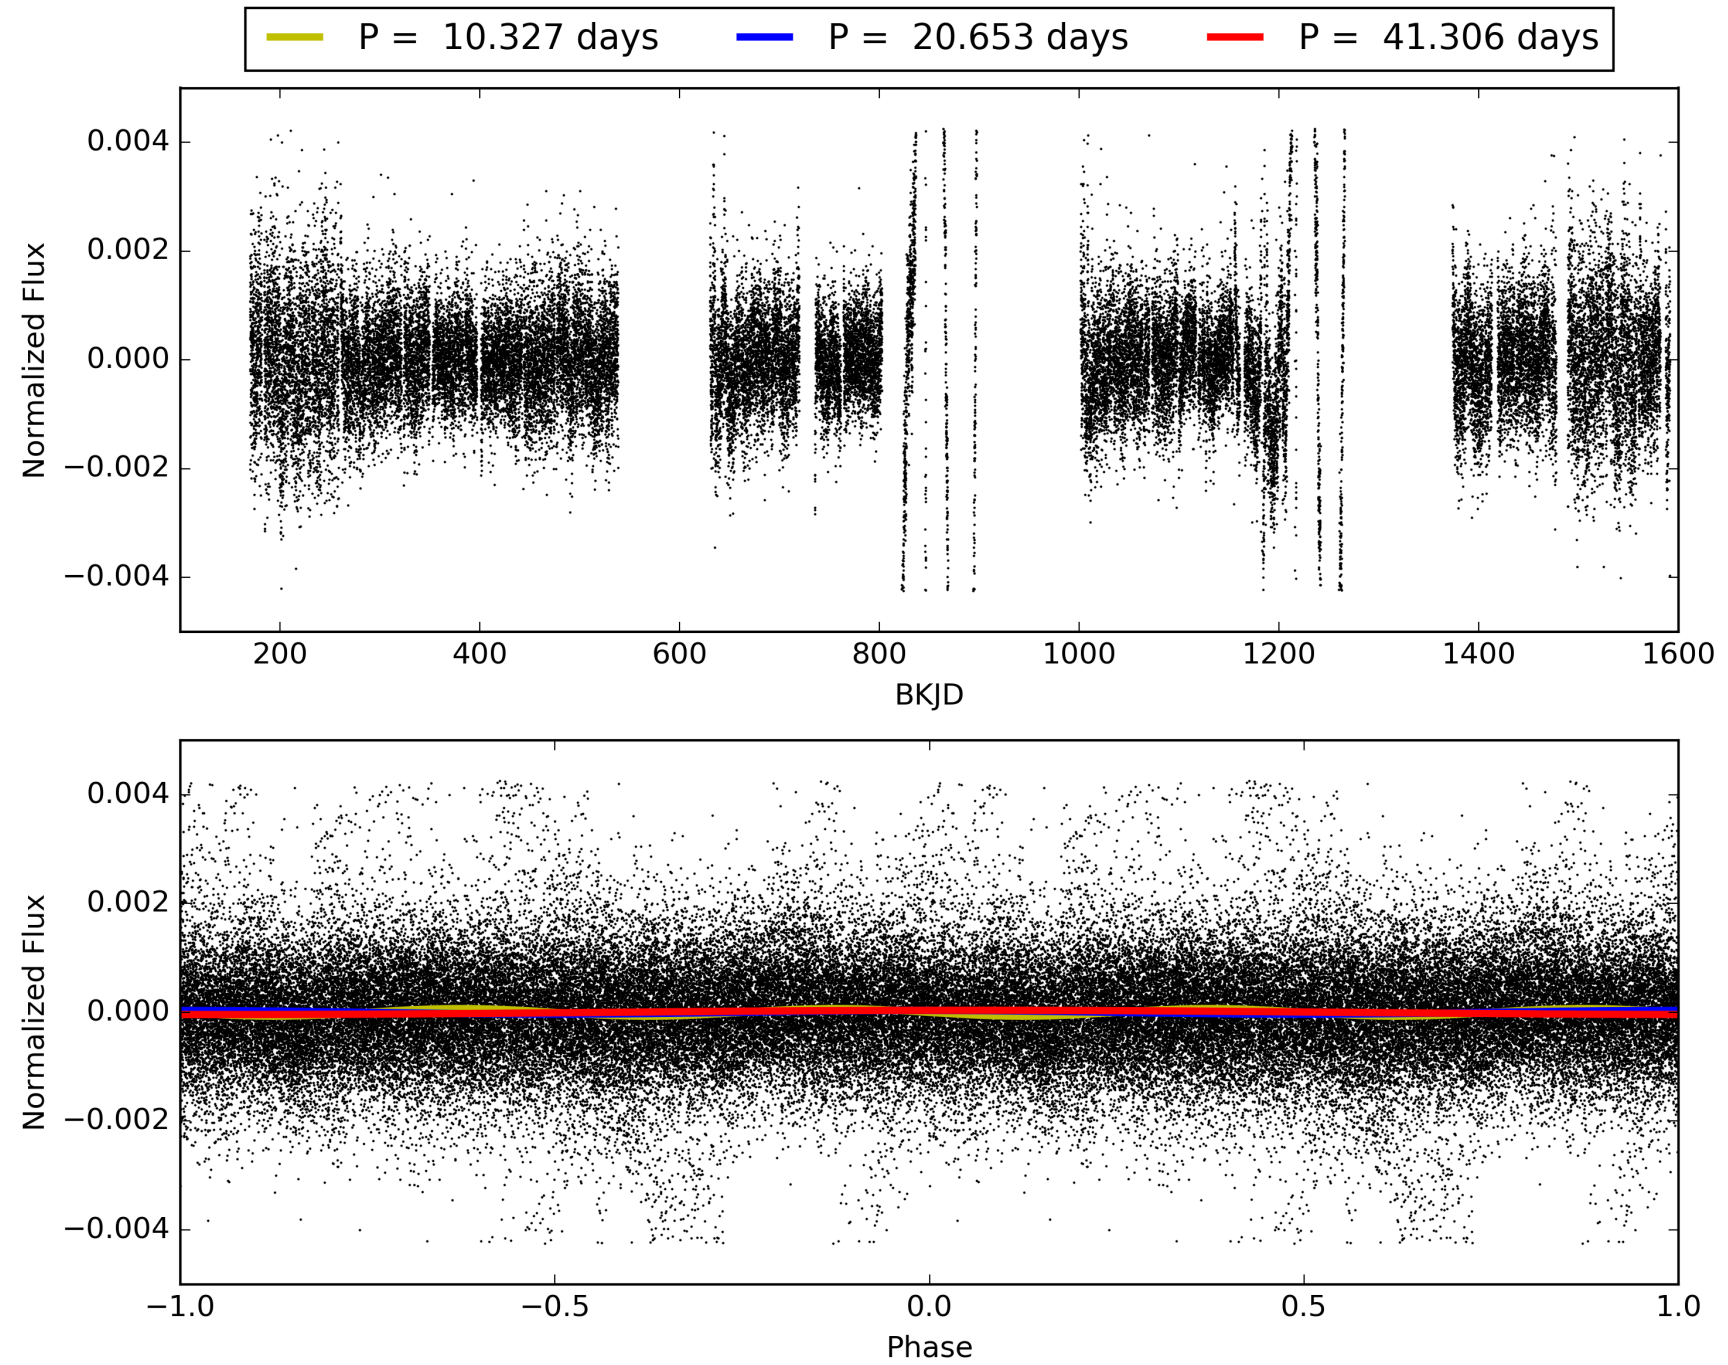 P = 10.327 days P = 20.653 days P = 41.306 days
0.004
0.002
0.000
−0.002
−0.004
Normalized Flux
200 400 600 800 1000 1200 1400 1600
BKJD
0.004
0.002
0.000
−0.002
−0.004
Normalized Flux
−1.0 −0.5 0.0 0.5 1.0
Phase